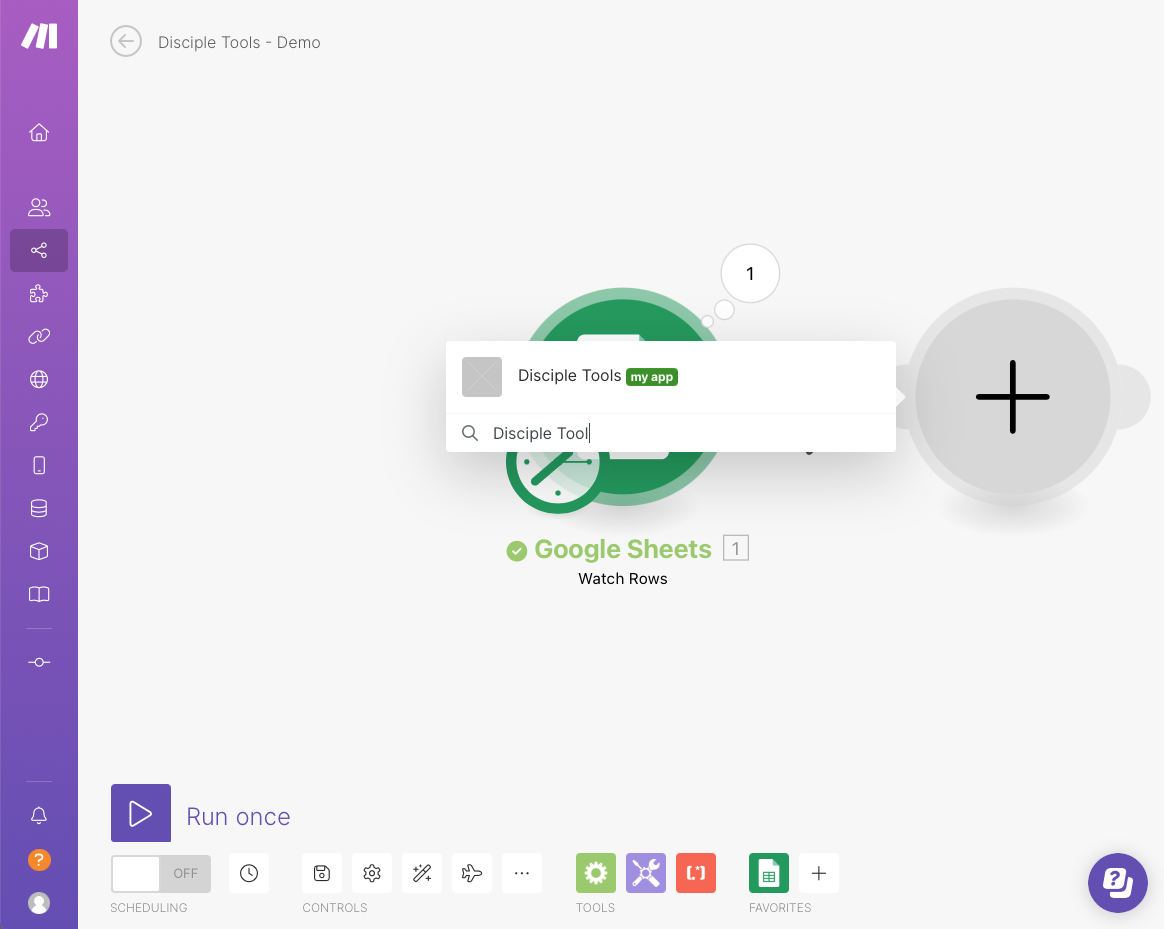 Disciple Tools - Demo
1
Disciple Tools my app
Disciple Tool
Google Sheets 1
Watch Rows
Run once
OFF
SCHEDULING
CONTROLS
TOOLS
FAVORITES
?
[.*]
?